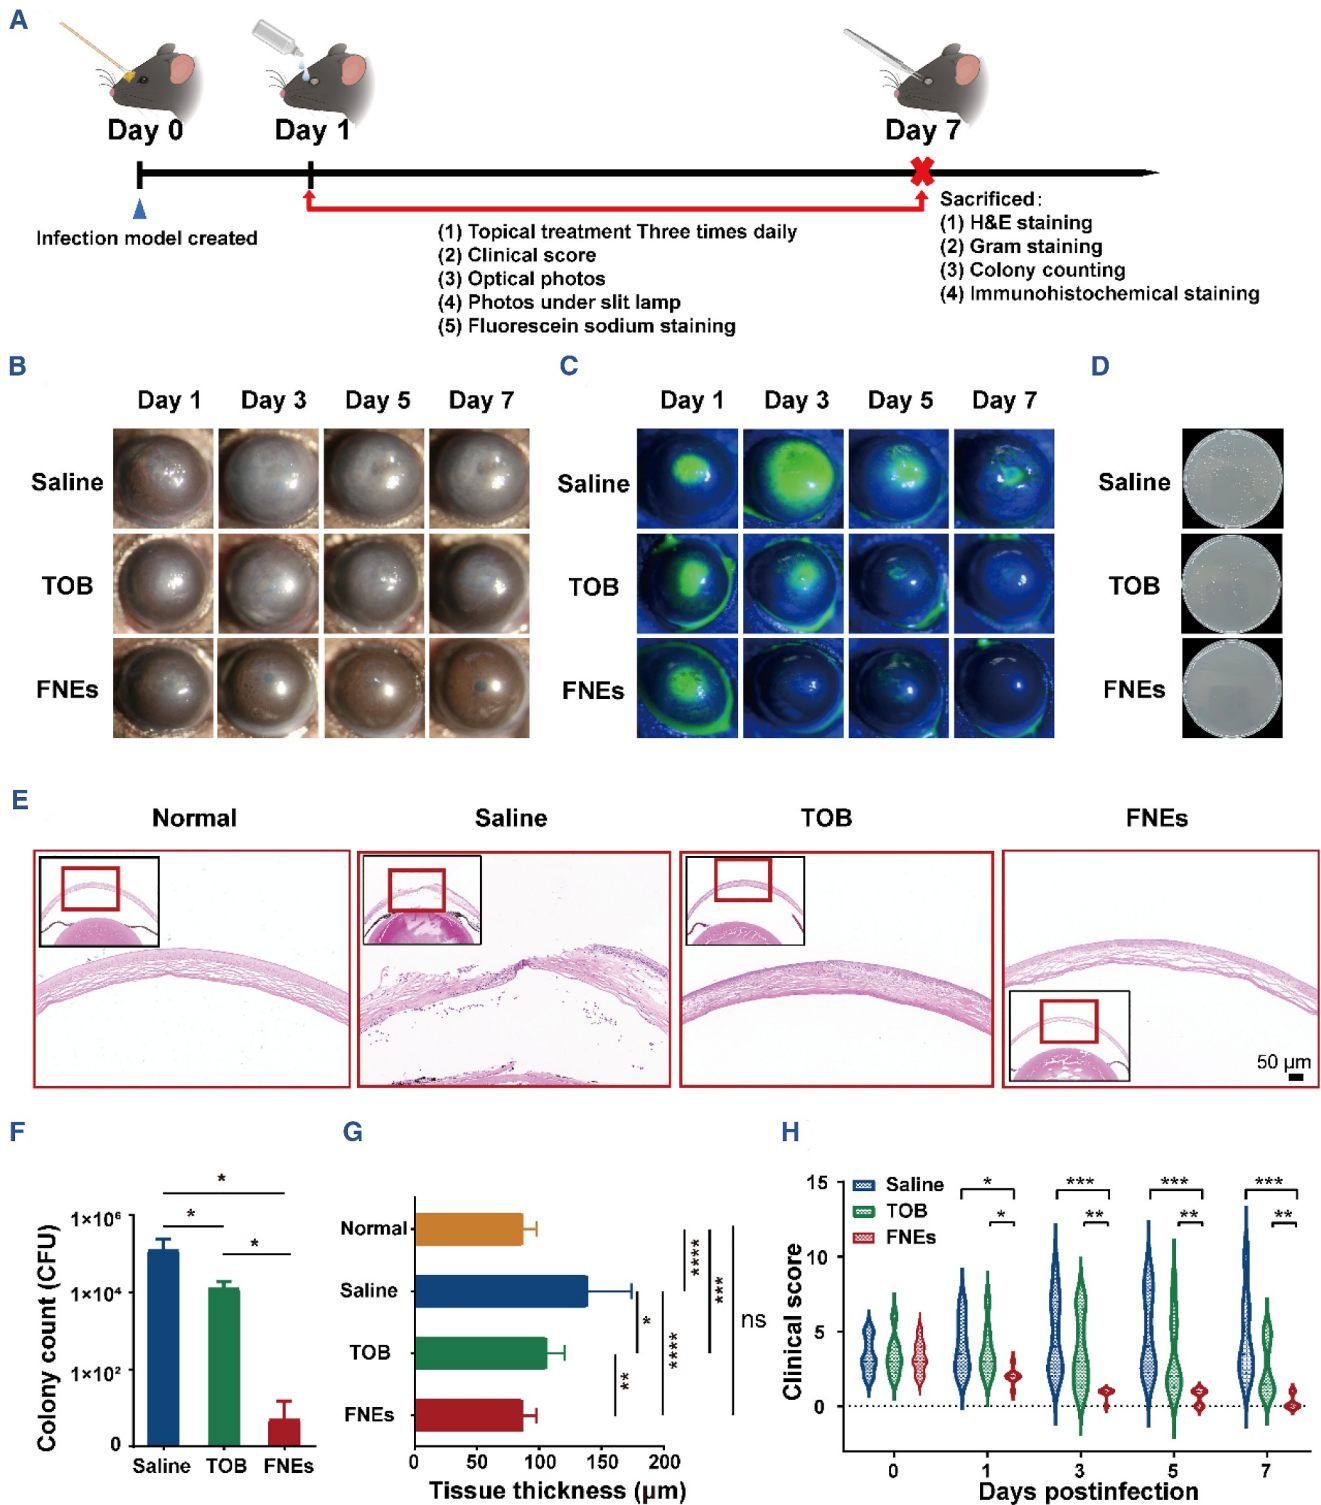 A
Day 0
Day 1
Day 7
Infection model created
(1) Topical treatment Three times daily
(2) Clinical score
(3) Optical photos
(4) Photos under slit lamp
(5) Fluorescein sodium staining
Sacrificed:
(1) H&E staining
(2) Gram staining
(3) Colony counting
(4) Immunohistochemical staining
B
Day 1 Day 3 Day 5 Day 7
Saline
TOB
FNEs
C
Day 1 Day 3 Day 5 Day 7
Saline
TOB
FNEs
D
Saline
TOB
FNEs
E
Normal Saline TOB FNEs
50 μm
F
Colony count (CFU)
1×10⁶
1×10⁴
1×10²
0
* * *
Saline TOB FNEs
G
Normal
Saline
TOB
FNEs
0 50 100 150 200
Tissue thickness (μm)
**
*
****
****
***
ns
H
Clinical score
15
10
5
0
Saline
TOB
FNEs
* *** *** ***
* ** ** **
0 1 3 5 7
Days postinfection